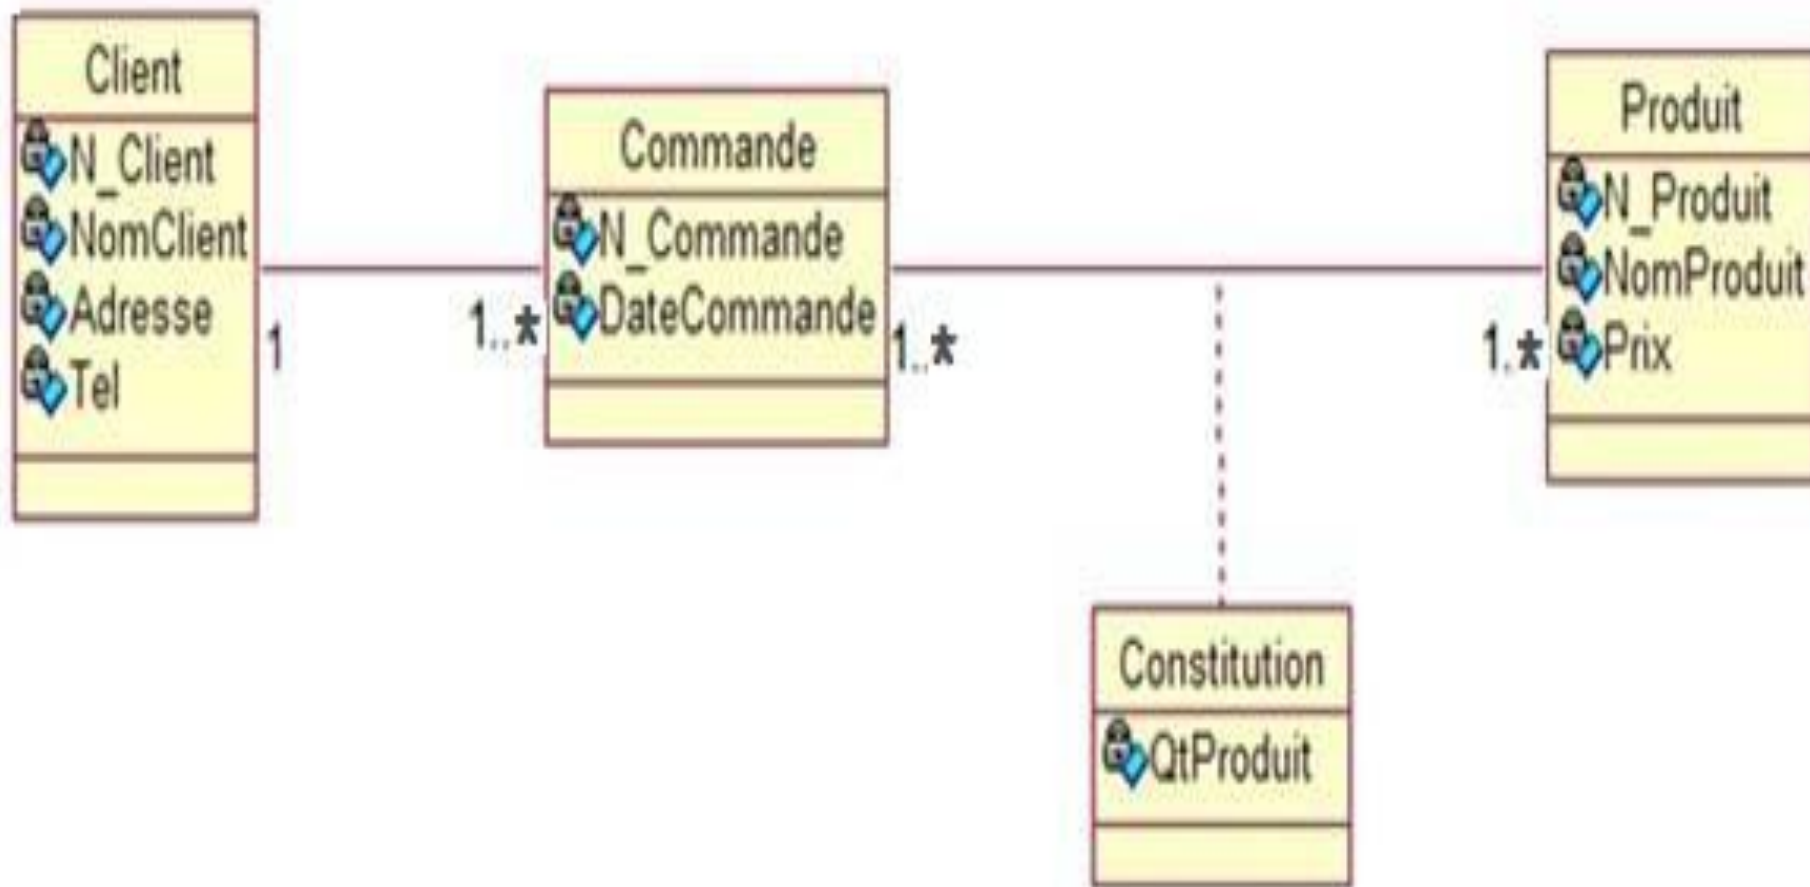 Client
N_Client
NomClient
Adresse
Tel
1
1..*
Commande
N_Commande
DateCommande
1..*
1.*
Produit
N_Produit
NomProduit
Prix
Constitution
QtProduit